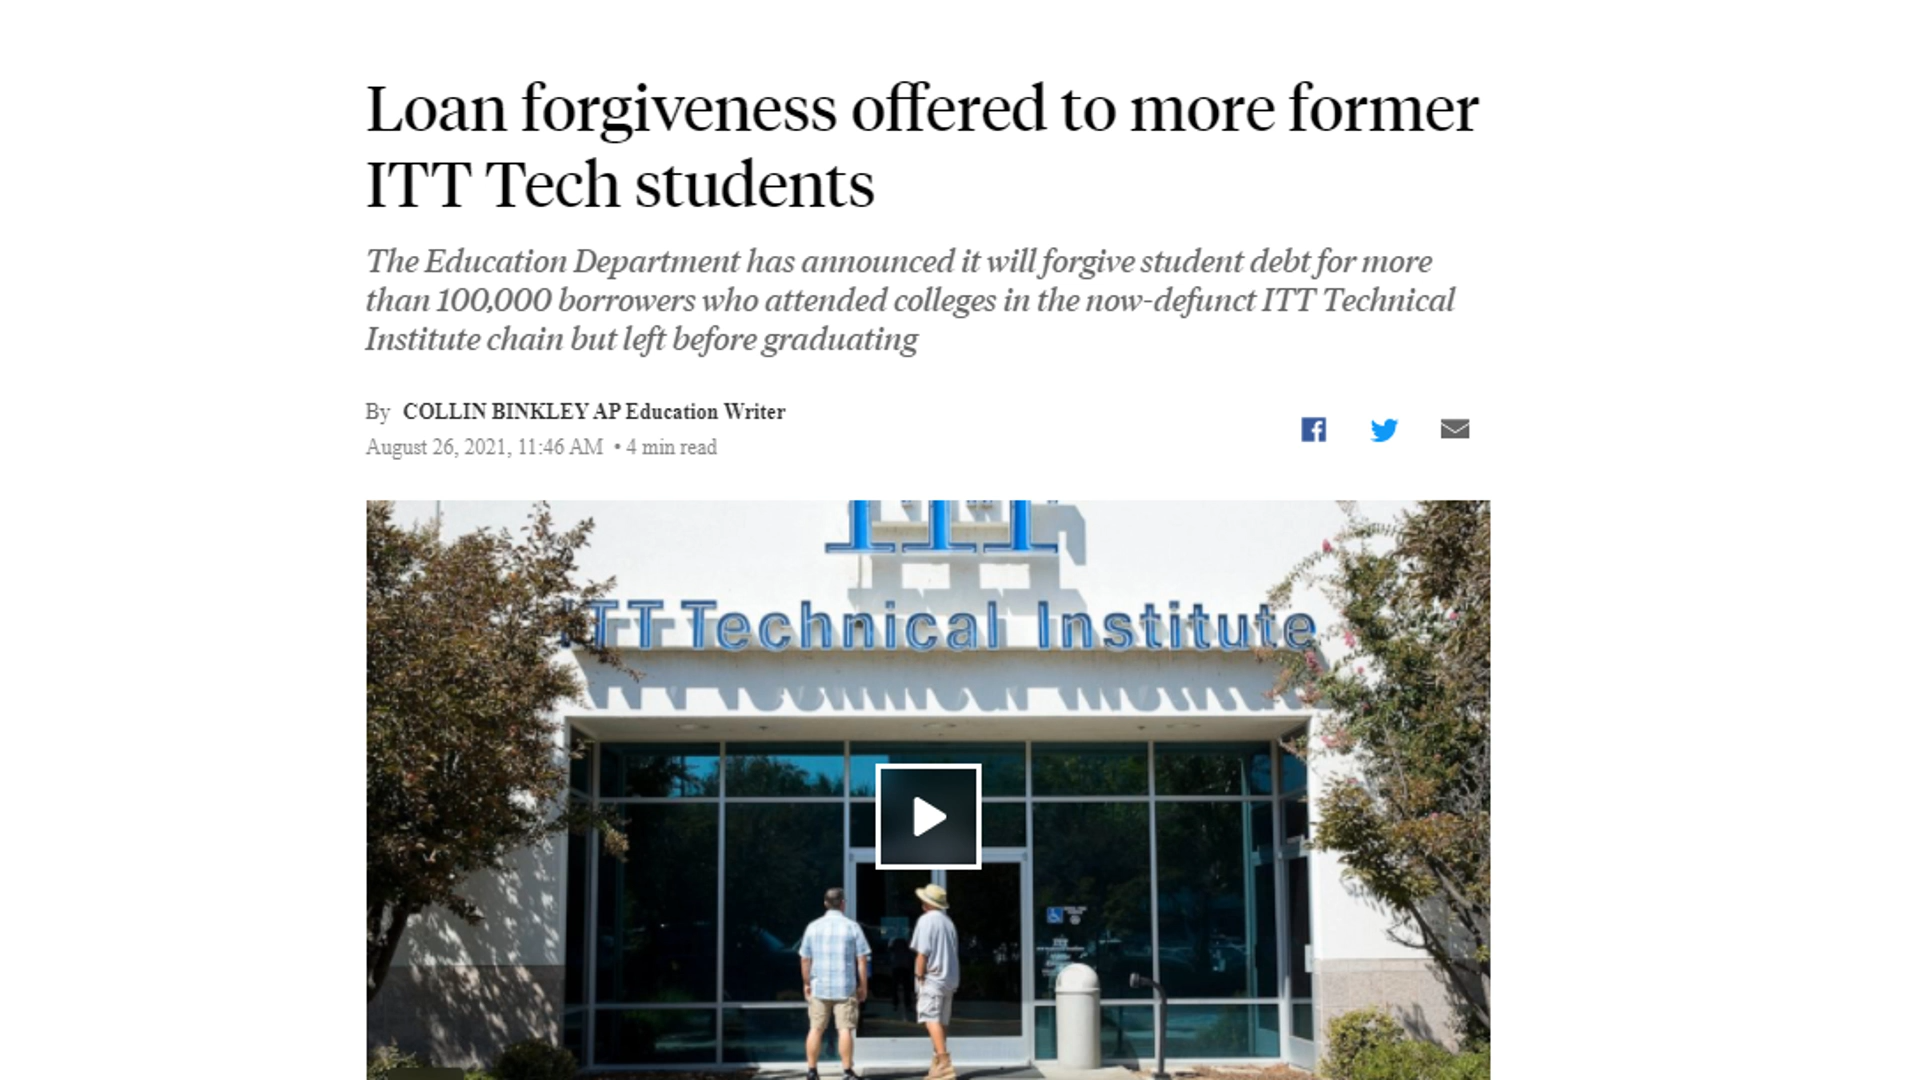 Loan forgiveness offered to more former
ITT Tech students
The Education Department has announced it will forgive student debt for more
than 100,000 borrowers who attended colleges in the now-defunct ITT Technical
Institute chain but left before graduating
By COLLIN BINKLEY AP Education Writer
August 26, 2021, 11:46 AM • 4 min read
ITT
ITT Technical Institute